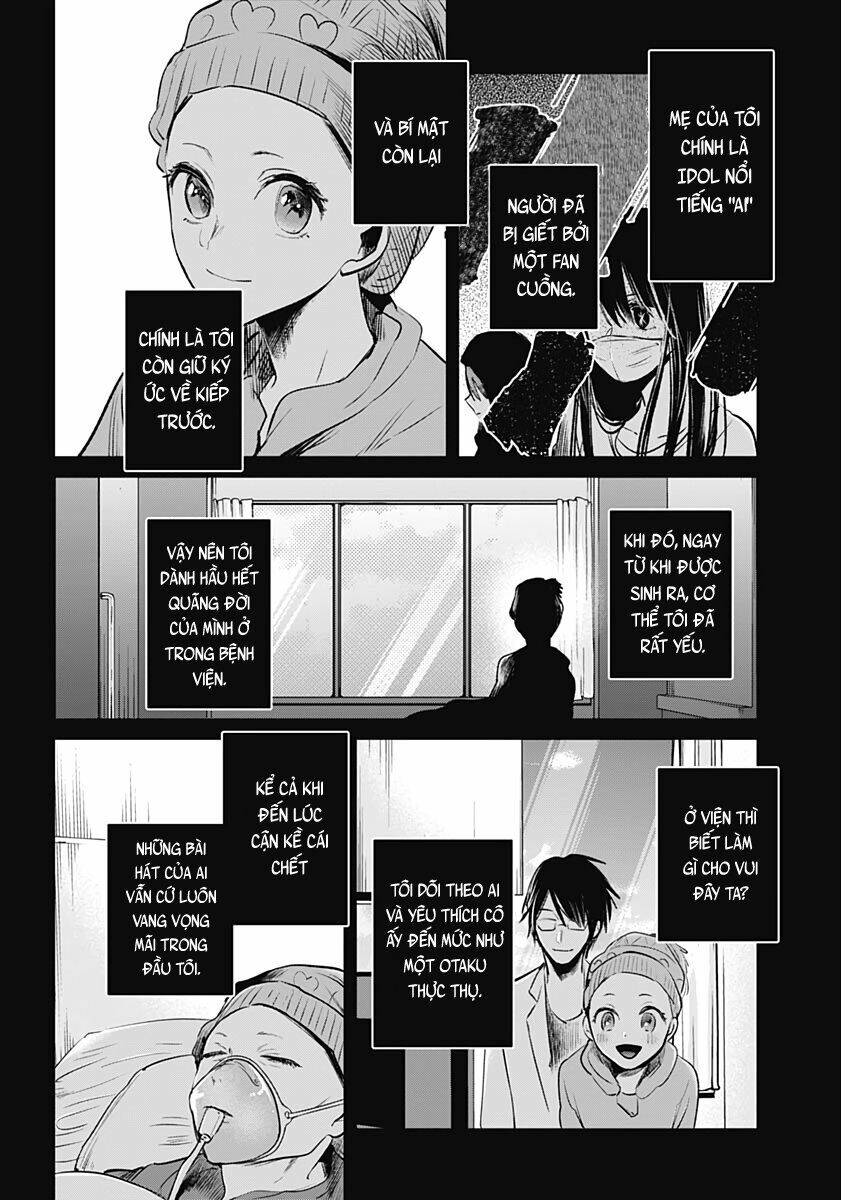 MẸ CỦA TÔI
CHÍNH LÀ
IDOL NỔI
TIẾNG "AI"
NGƯỜI ĐÃ
BỊ GIẾT BỞI
MỘT FAN
CUỒNG.
VÀ BÍ MẬT
CÒN LẠI
CHÍNH LÀ TÔI
CÒN GIỮ KÝ
ỨC VỀ KIẾP
TRƯỚC.
KHI ĐÓ, NGAY
TỪ KHI ĐƯỢC
SINH RA, CƠ
THỂ TÔI ĐÃ
RẤT YẾU.
VẬY NÊN TÔI
DÀNH HẦU HẾT
QUÃNG ĐỜI
CỦA MÌNH Ở
TRONG BỆNH
VIỆN.
Ở VIỆN THÌ
BIẾT LÀM
GÌ CHO VUI
ĐÂY TA?
TÔI DÕI THEO AI
VÀ YÊU THÍCH CÔ
ẤY ĐẾN MỨC NHƯ
MỘT OTAKU
THỰC THỤ.
KỂ CẢ KHI
ĐẾN LÚC
CẬN KỀ CÁI
CHẾT
NHỮNG BÀI
HÁT CỦA AI
VẪN CỨ LUÔN
VANG VỌNG
MÃI TRONG
ĐẦU TÔI.